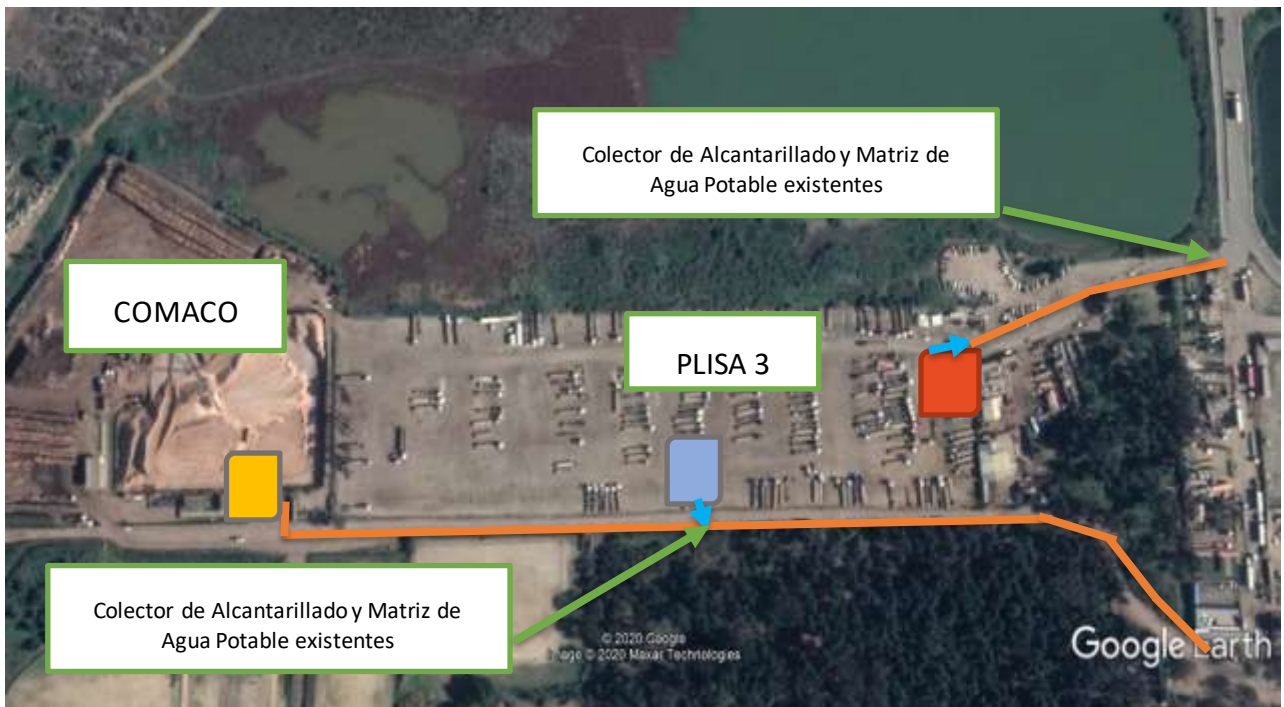 Colector de Alcantarillado y Matriz de
Agua Potable existentes
COMACO
PLISA 3
Colector de Alcantarillado y Matriz de
Agua Potable existentes
© 2020 Google
Image © 2020 Maxar Technologies
Google Earth